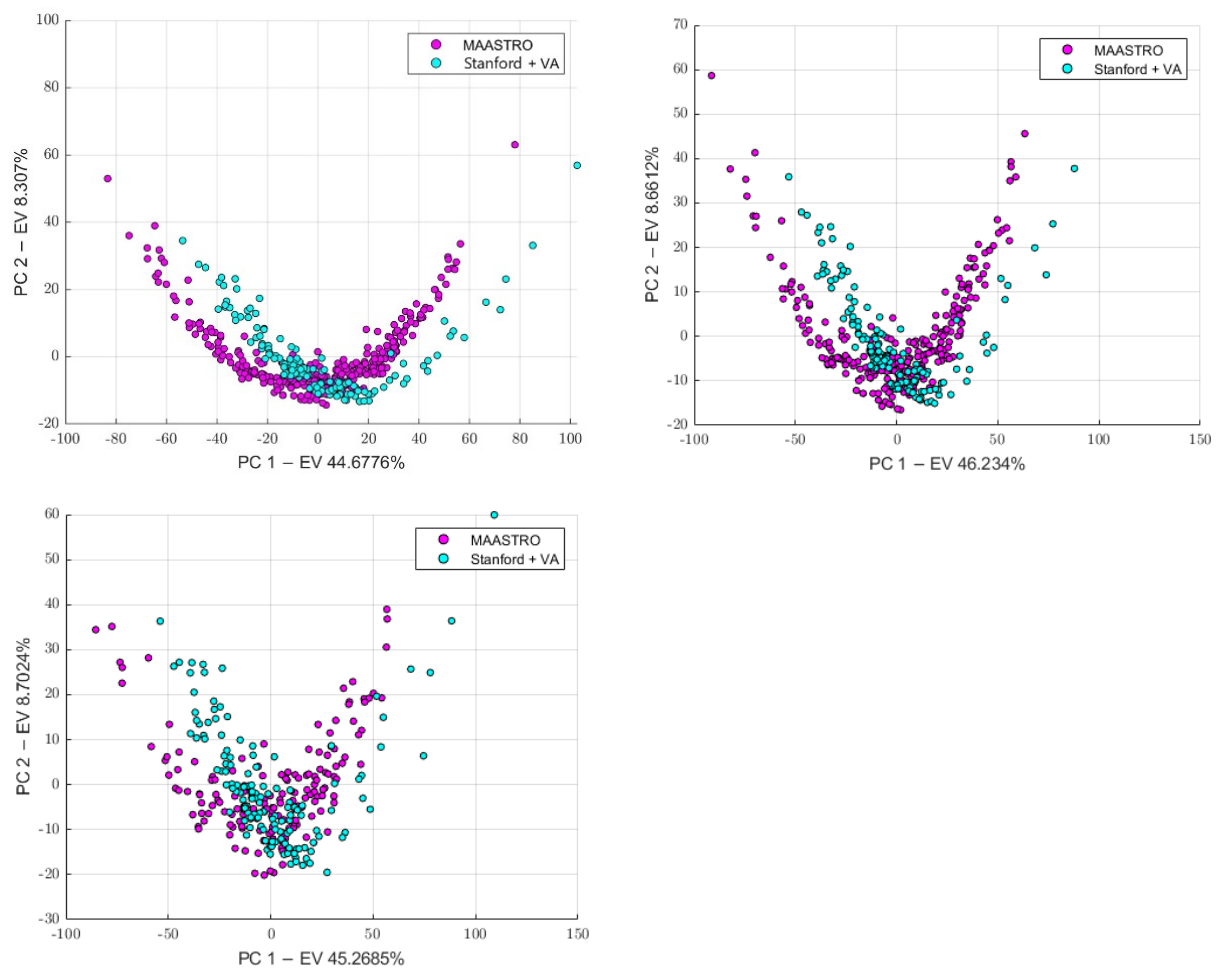 100
80
60
40
20
0
-20
PC 2 – EV 8.307%
MAASTRO
Stanford + VA
-100 -80 -60 -40 -20 0 20 40 60 80 100
PC 1 – EV 44.6776%
70
60
50
40
30
20
10
0
-10
-20
PC 2 – EV 8.6612%
MAASTRO
Stanford + VA
-100 -50 0 50 100 150
PC 1 – EV 46.234%
60
50
40
30
20
10
0
-10
-20
-30
PC 2 – EV 8.7024%
MAASTRO
Stanford + VA
-100 -50 0 50 100 150
PC 1 – EV 45.2685%